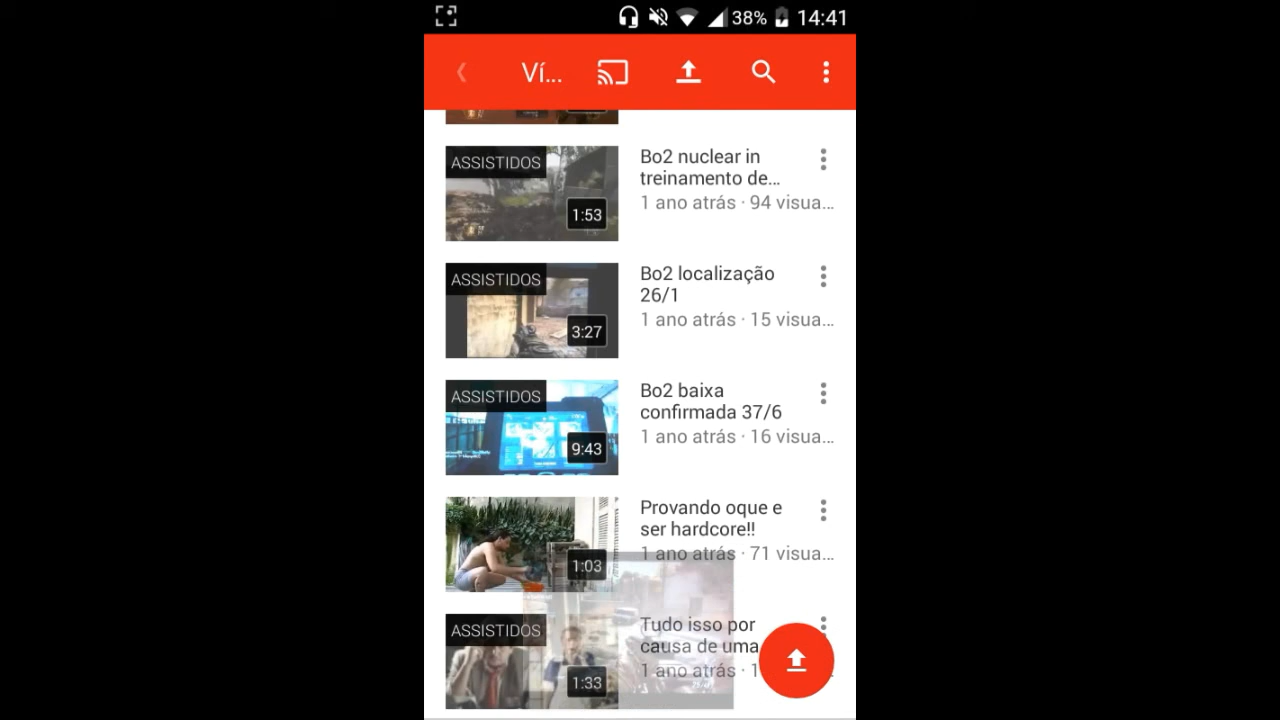 38% 14:41
Ví...
ASSISTIDOS
1:53
Bo2 nuclear in
treinamento de...
1 ano atrás · 94 visua...
ASSISTIDOS
3:27
Bo2 localização
26/1
1 ano atrás · 15 visua...
ASSISTIDOS
9:43
Bo2 baixa
confirmada 37/6
1 ano atrás · 16 visua...
1:03
Provando oque e
ser hardcore!!
1 ano atrás · 71 visua...
ASSISTIDOS
1:33
Tudo isso por
causa de uma
1 ano atrás · 1